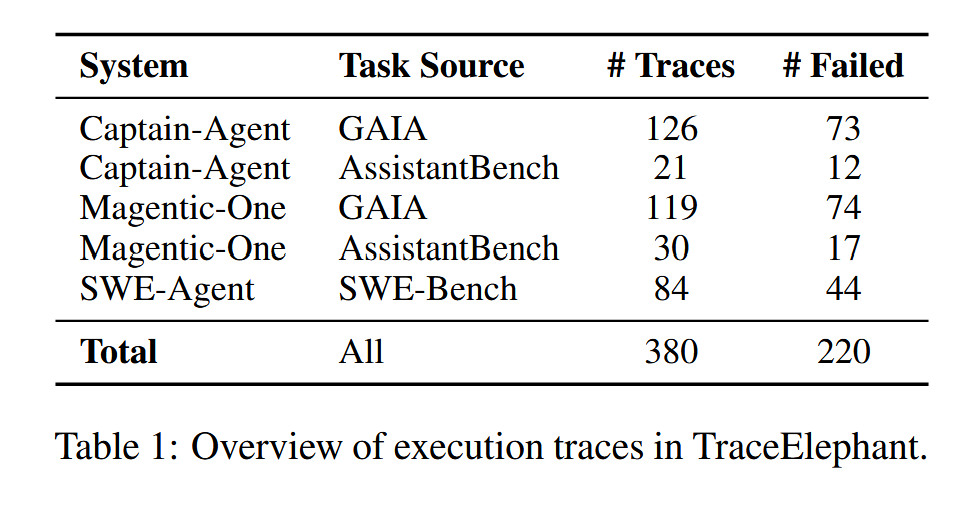 System Task Source # Traces # Failed
Captain-Agent GAIA 126 73
Captain-Agent AssistantBench 21 12
Magentic-One GAIA 119 74
Magentic-One AssistantBench 30 17
SWE-Agent SWE-Bench 84 44
Total All 380 220
Table 1: Overview of execution traces in TraceElephant.